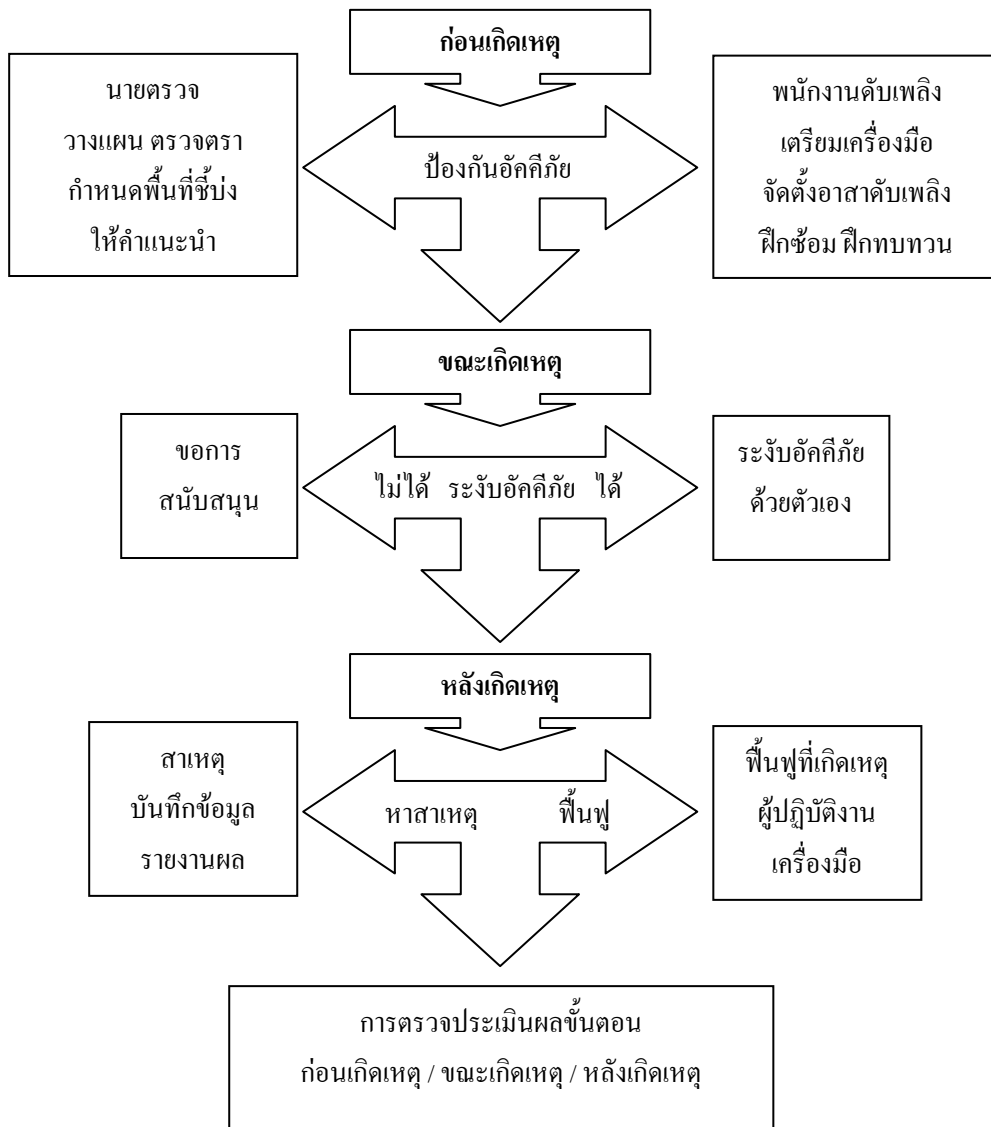 ก่อนเกิดเหตุ
นายตรวจ
วางแผน ตรวจตรา
กำหนดพื้นที่ชี้บ่ง
ให้คำแนะนำ
ป้องกันอัคคีภัย
พนักงานดับเพลิง
เตรียมเครื่องมือ
จัดตั้งอาสาดับเพลิง
ฝึกซ้อม ฝึกทบทวน
ขณะเกิดเหตุ
ขอการ
สนับสนุน
ไม่ได้ ระงับอัคคีภัย ได้
ระงับอัคคีภัย
ด้วยตัวเอง
หลังเกิดเหตุ
สาเหตุ
บันทึกข้อมูล
รายงานผล
หาสาเหตุ ฟื้นฟู
ฟื้นฟูที่เกิดเหตุ
ผู้ปฏิบัติงาน
เครื่องมือ
การตรวจประเมินผลขั้นตอน
ก่อนเกิดเหตุ / ขณะเกิดเหตุ / หลังเกิดเหตุ